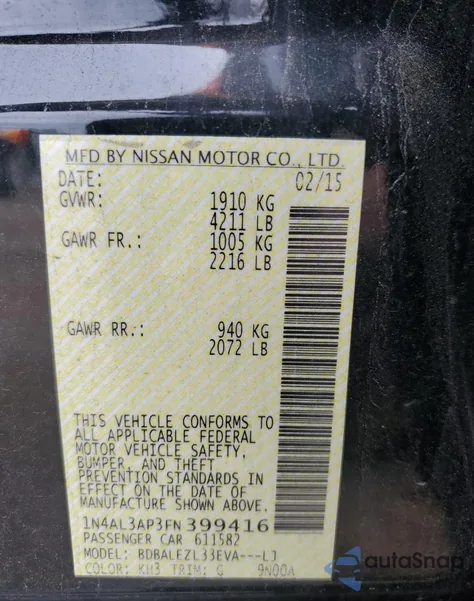 MFD BY NISSAN MOTOR CO., LTD.
DATE: 02/15
GVWR: 1910 KG
4211 LB
GAWR FR.: 1005 KG
2216 LB
GAWR RR.: 940 KG
2072 LB
THIS VEHICLE CONFORMS TO
ALL APPLICABLE FEDERAL
MOTOR VEHICLE SAFETY,
BUMPER, AND THEFT
PREVENTION STANDARDS IN
EFFECT ON THE DATE OF
MANUFACTURE SHOWN ABOVE.
1N4AL3AP3FN399416
PASSENGER CAR 611582
MODEL: BDBALEZL33EVA---LJ
COLOR: KH3 TRIM: G 9N00A
autoSnap